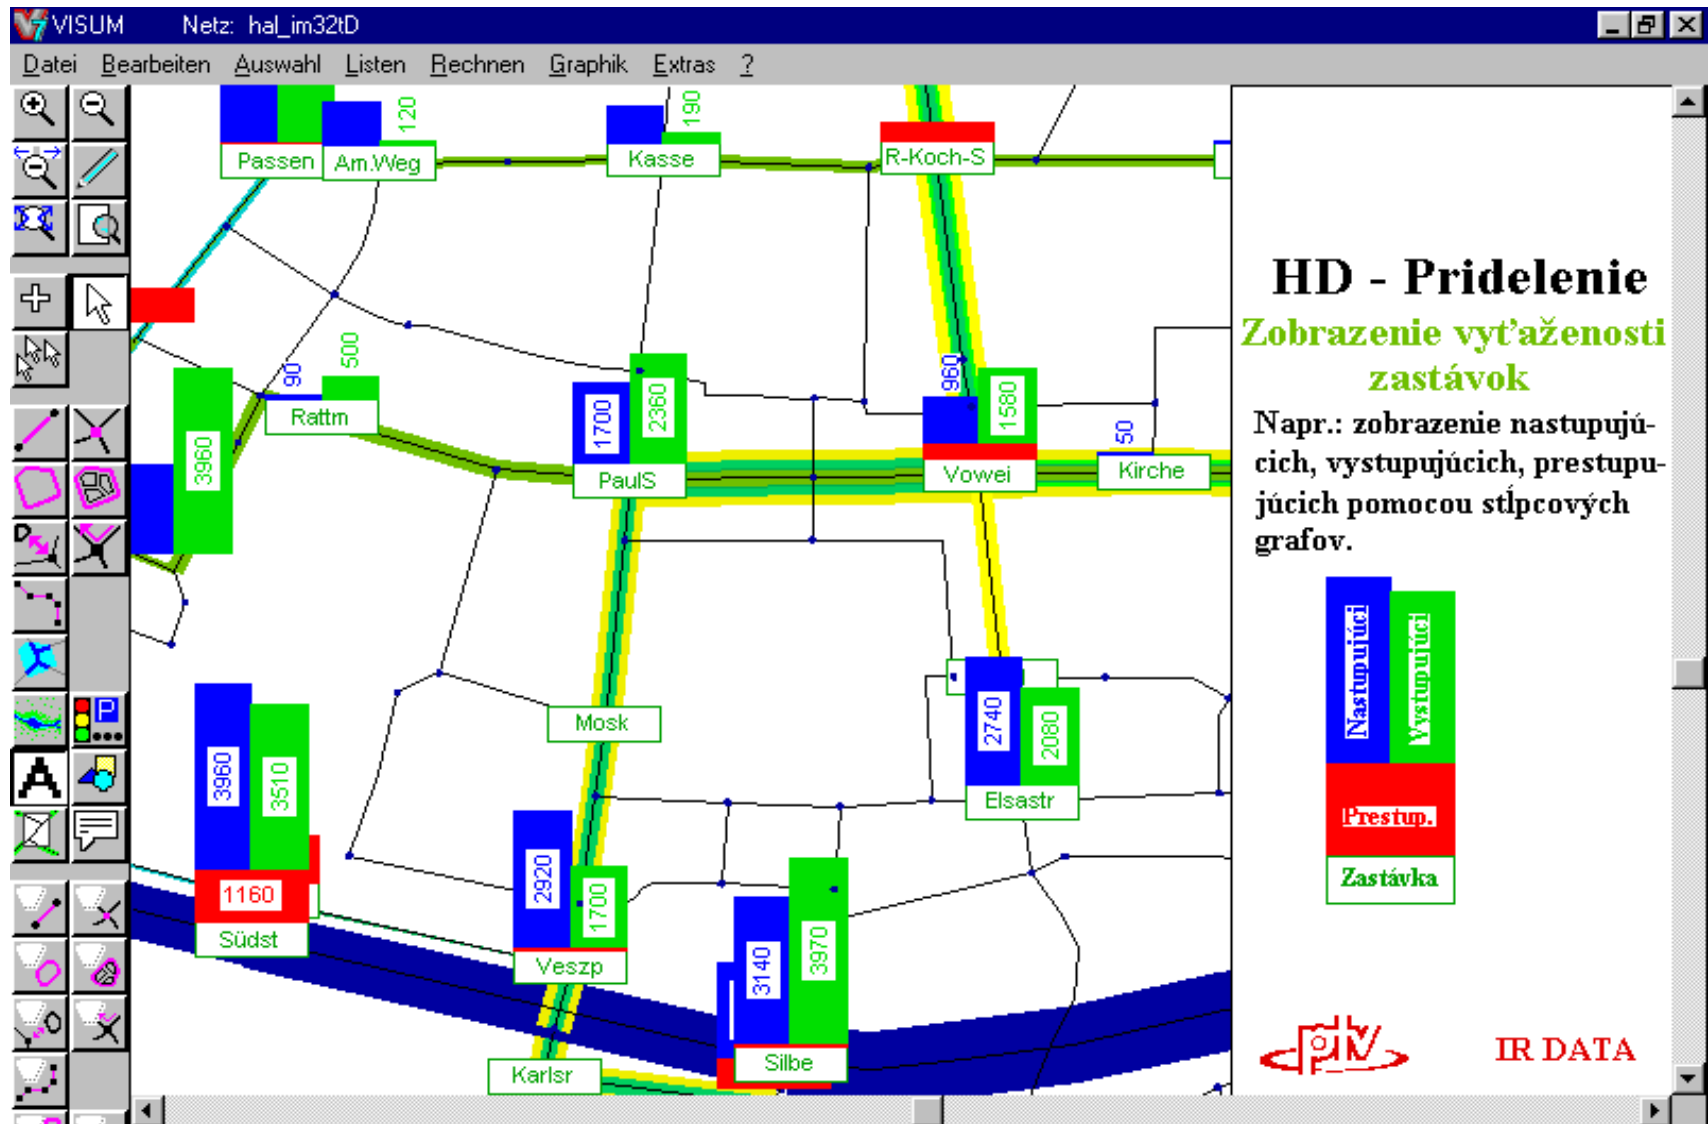 VISUM Netz: hal_im32tD
Datei Bearbeiten Auswahl Listen Rechnen Graphik Extras ?
120
190
Passen
Am.Weg
Kasse
R-Koch-S
HD - Pridelenie
Zobrazenie vyťaženosti
zastávok
Napr.: zobrazenie nastupujú-
cich, vystupujúcich, prestupu-
júcich pomocou stĺpcových
grafov.
90
500
Rattm
3960
1700
2360
PaulS
960
1580
Vowei
50
Kirche
Nastupujúci
Vystupujúci
Prestup.
Zastávka
Mosk
2740
2080
Elsastr
3960
3510
1160
Südst
2920
1700
Veszp
3140
3970
Silbe
Karlsr
ptv
IR DATA